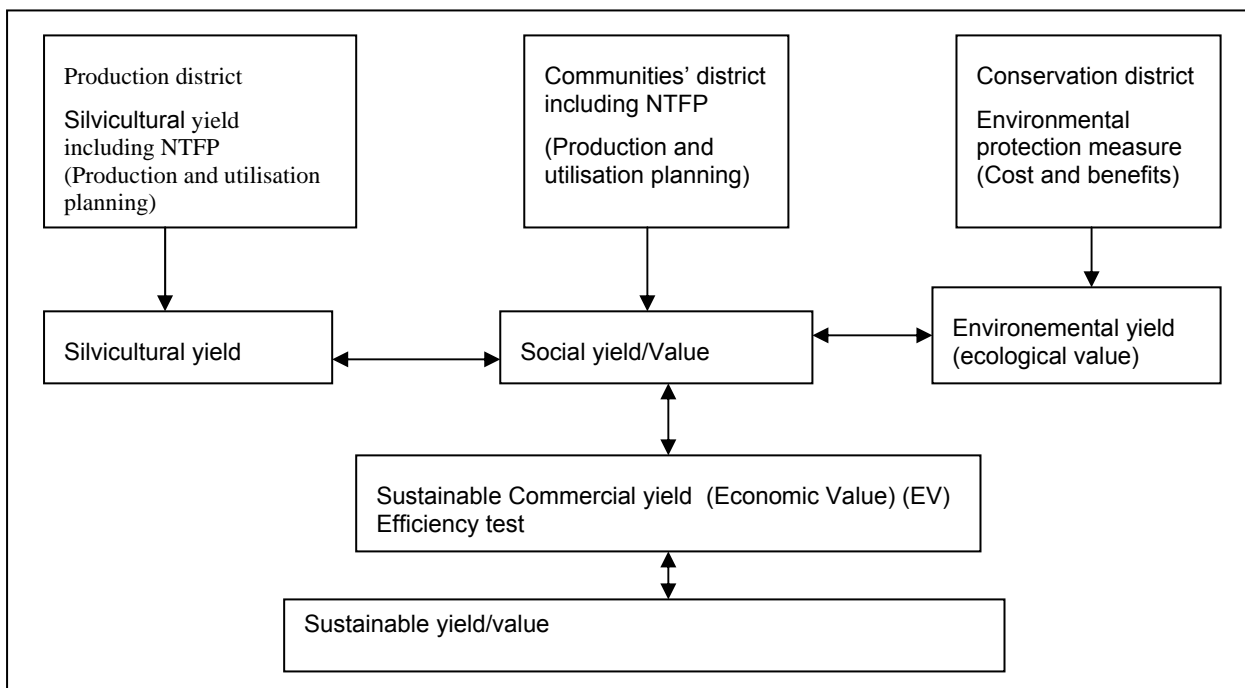 Production district
Silvicultural yield
including NTFP
(Production and utilisation
planning)
Communities’ district
including NTFP
(Production and
utilisation planning)
Conservation district
Environmental
protection measure
(Cost and benefits)
Silvicultural yield
Social yield/Value
Environemental yield
(ecological value)
Sustainable Commercial yield (Economic Value) (EV)
Efficiency test
Sustainable yield/value